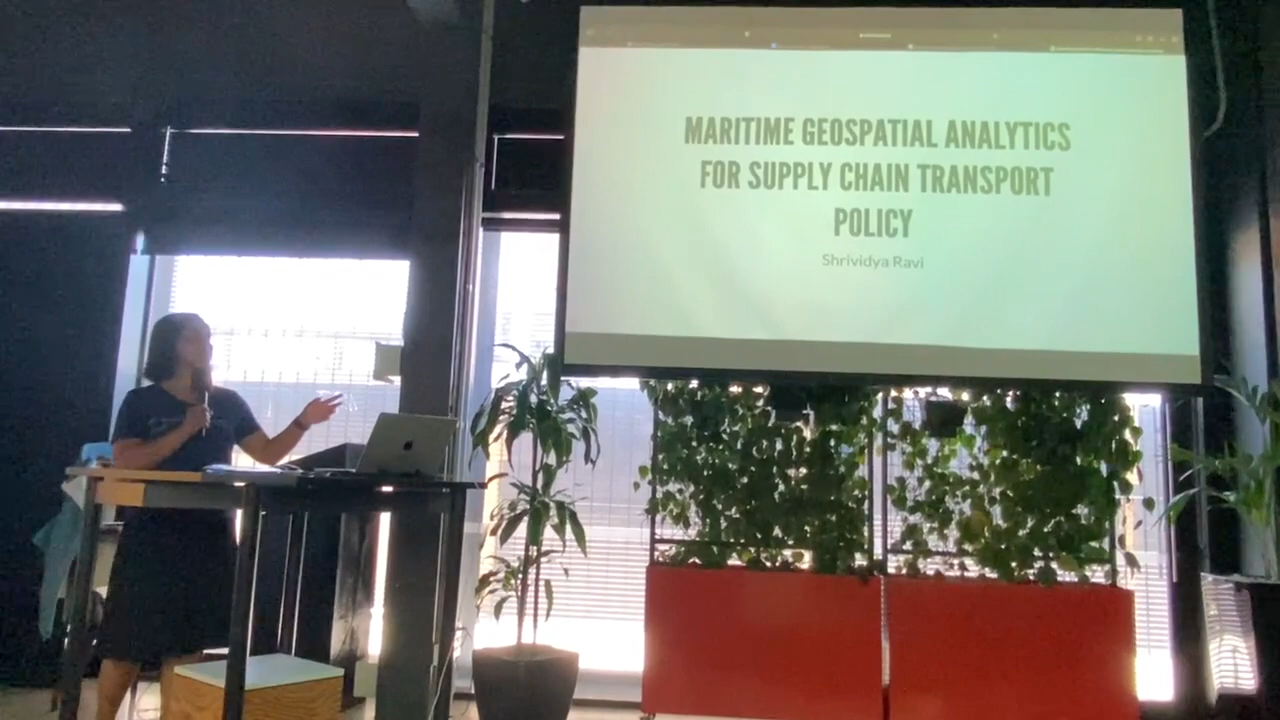 MARITIME GEOSPATIAL ANALYTICS
FOR SUPPLY CHAIN TRANSPORT
POLICY
Shrividya Ravi